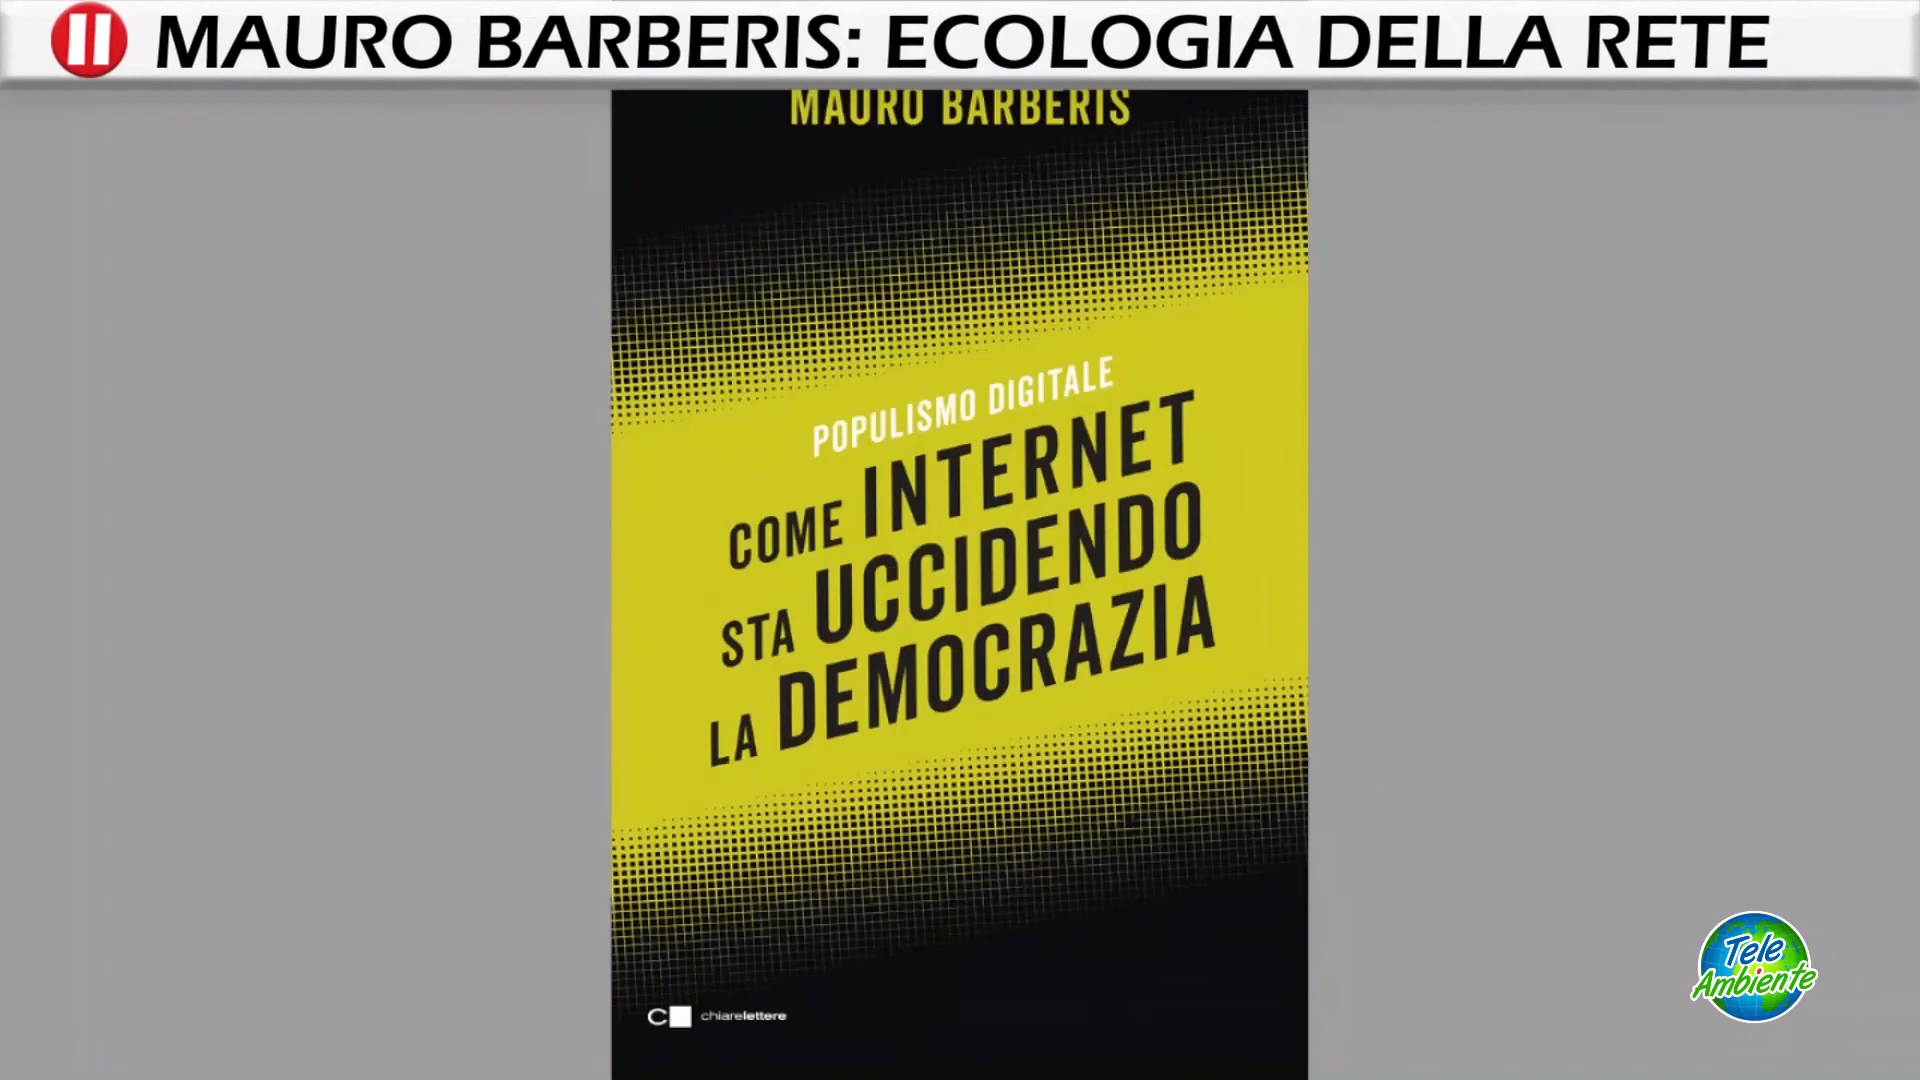 MAURO BARBERIS: ECOLOGIA DELLA RETE
MAURO BARBERIS
POPULISMO DIGITALE
COME INTERNET
STA UCCIDENDO
LA DEMOCRAZIA
C chiarelettere
Tele
Ambiente